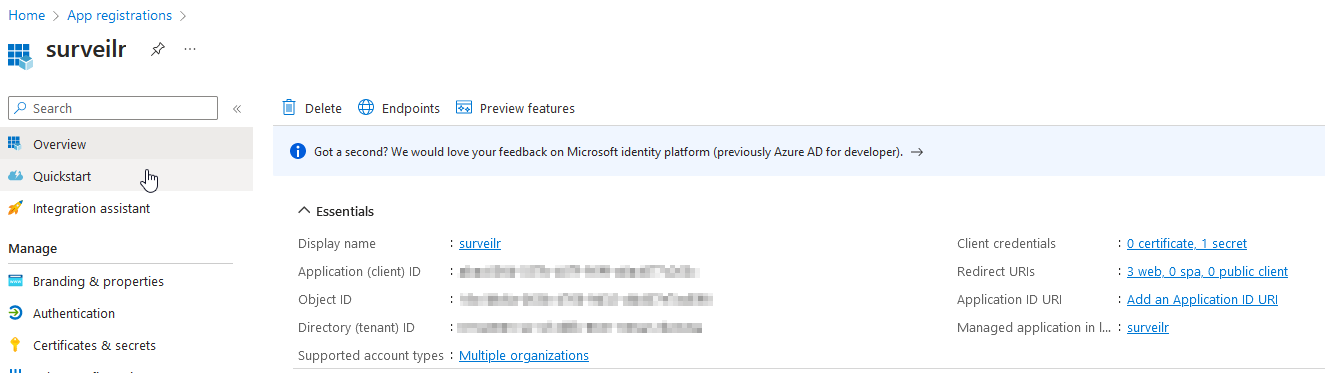 Home > App registrations >
surveilr ...
Search «
Delete Endpoints Preview features
Overview
Got a second? We would love your feedback on Microsoft identity platform (previously Azure AD for developer). →
Quickstart
Integration assistant
Essentials
Manage
Display name : surveilr
Client credentials : 0 certificate, 1 secret
Application (client) ID :
Redirect URIs : 3 web, 0 spa, 0 public client
Branding & properties
Object ID :
Application ID URI : Add an Application ID URI
Authentication
Directory (tenant) ID :
Managed application in l... : surveilr
Certificates & secrets
Supported account types : Multiple organizations